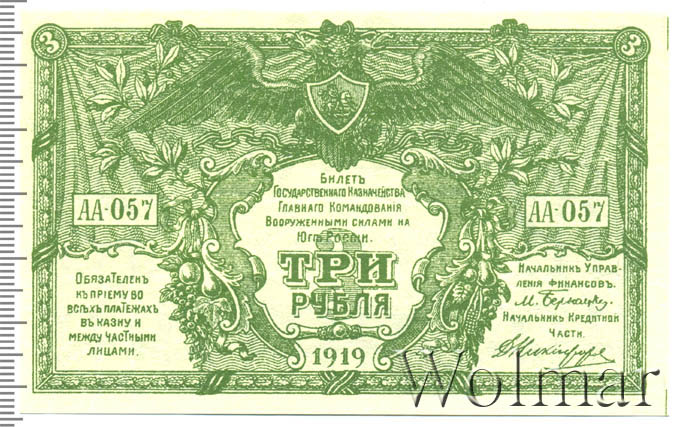 3 3
Билетъ
Государственнаго Казначейства
Главнаго Командованія
Вооруженными силами на
Югѣ Россіи.
АА-057 АА-057
ТРИ
РУБЛЯ
Обязателен
къ пріему во
всѣхъ платежахъ
въ казну и
между частными
лицами.
Начальникъ Управ-
ленія Финансовъ.
Начальникъ Кредитной
Части.
1919
Wolmar